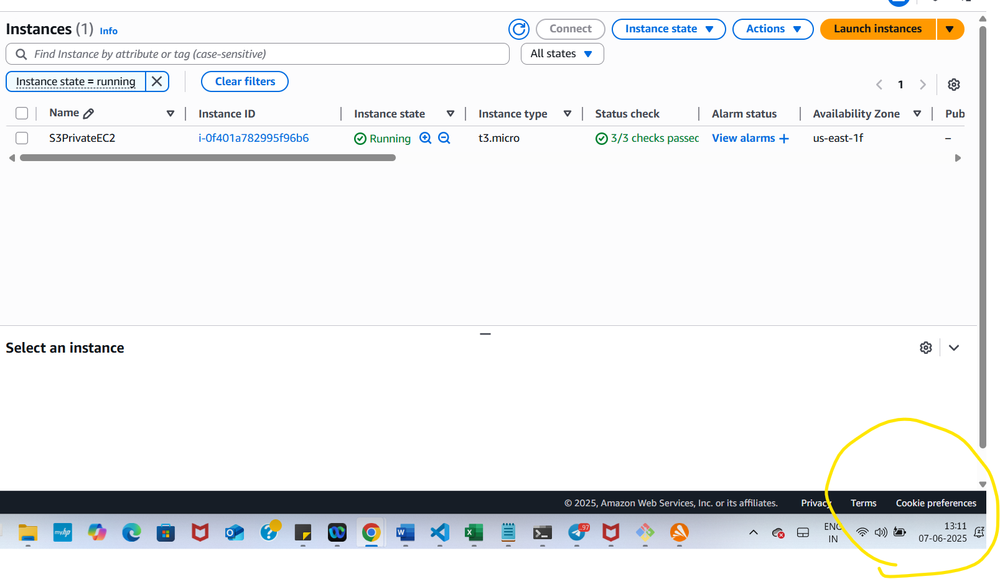 Instances (1) Info
Connect
Instance state
Actions
Launch instances
Find Instance by attribute or tag (case-sensitive)
All states
Instance state = running
Clear filters
1
Name Instance ID Instance state Instance type Status check Alarm status Availability Zone Pub
S3PrivateEC2 i-0f401a782995f96b6 Running t3.micro 3/3 checks passec View alarms + us-east-1f –
Select an instance
© 2025, Amazon Web Services, Inc. or its affiliates. Privacy Terms Cookie preferences
myhp
97
ENG
IN
13:11
07-06-2025